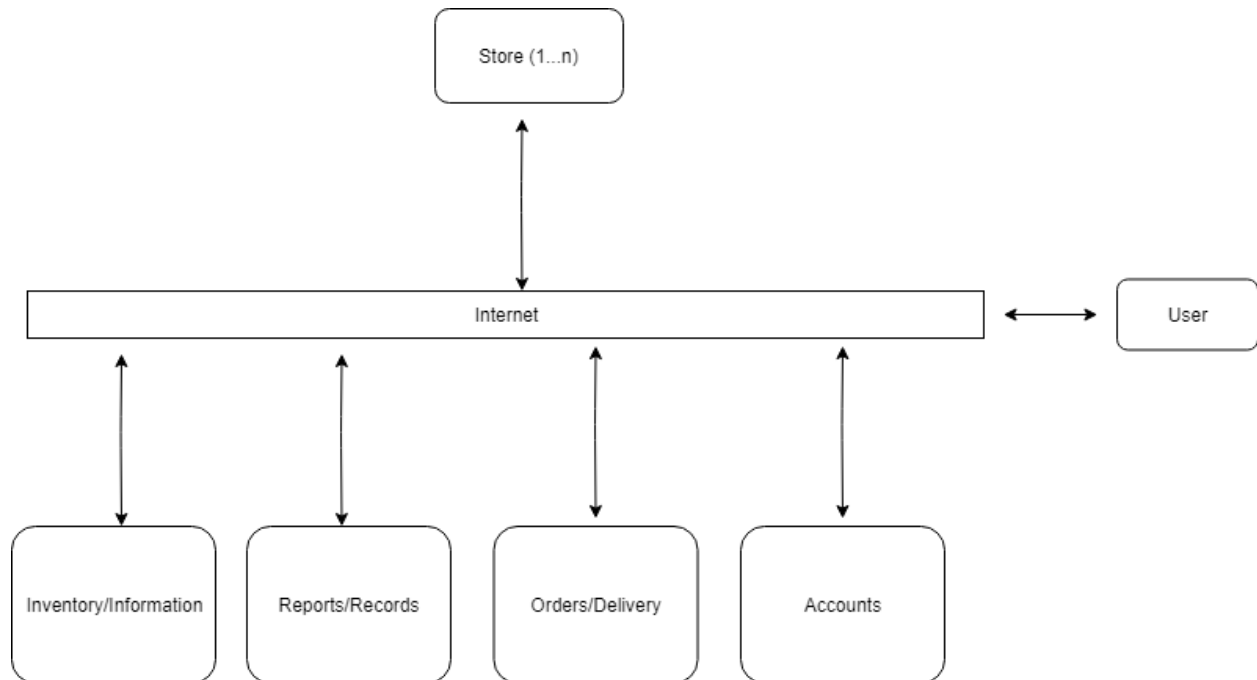 Store (1...n)
Internet
User
Inventory/Information
Reports/Records
Orders/Delivery
Accounts